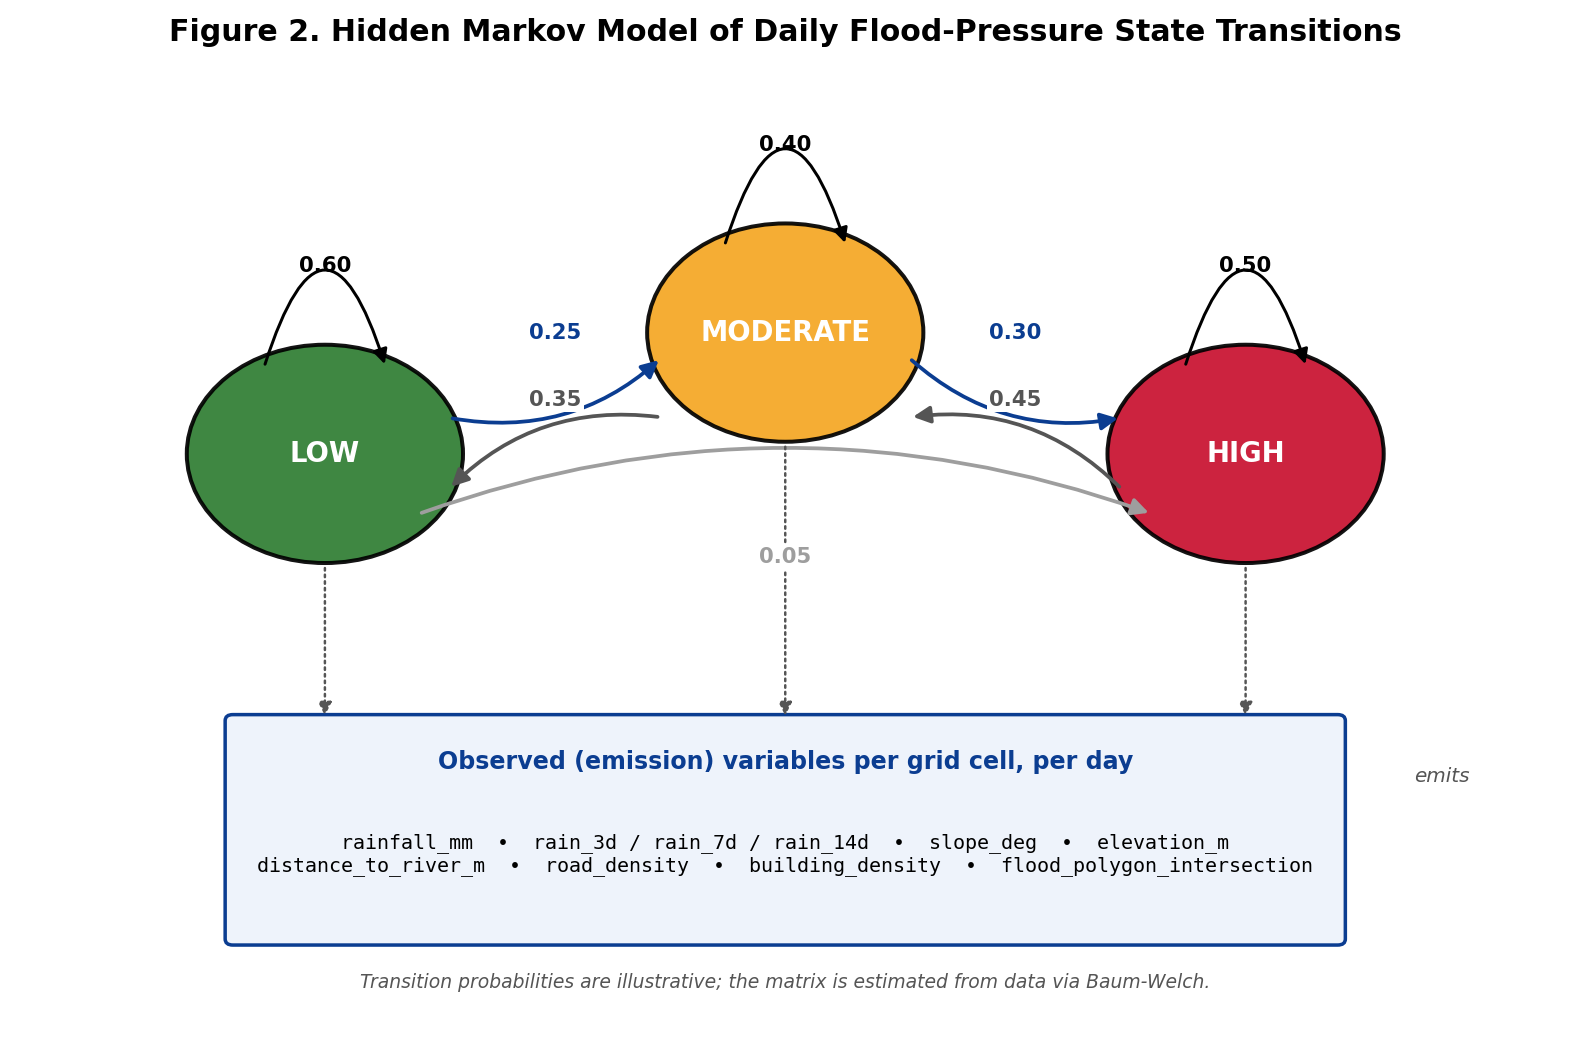 Figure 2. Hidden Markov Model of Daily Flood-Pressure State Transitions
0.40
0.60
0.50
0.25
MODERATE
0.30
0.35
0.45
LOW
HIGH
0.05
Observed (emission) variables per grid cell, per day
emits
rainfall_mm • rain_3d / rain_7d / rain_14d • slope_deg • elevation_m
distance_to_river_m • road_density • building_density • flood_polygon_intersection
Transition probabilities are illustrative; the matrix is estimated from data via Baum-Welch.